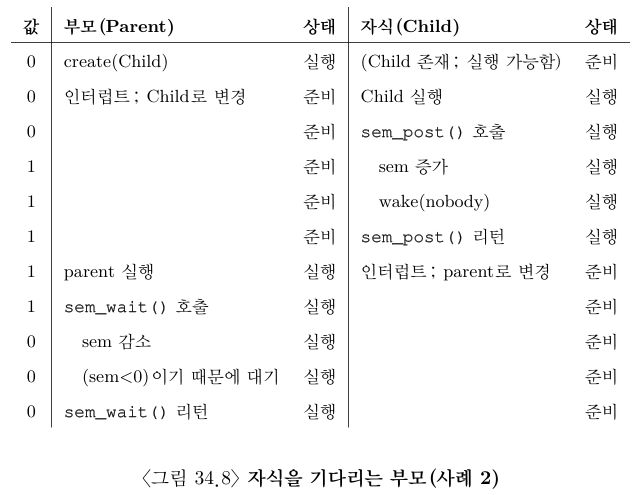 값 부모(Parent) 상태 자식(Child) 상태
0 create(Child) 실행 (Child 존재; 실행 가능함) 준비
0 인터럽트; Child로 변경 준비 Child 실행 실행
0 준비 sem_post() 호출 실행
1 준비 sem 증가 실행
1 준비 wake(nobody) 실행
1 준비 sem_post() 리턴 실행
1 parent 실행 실행 인터럽트; parent로 변경 준비
1 sem_wait() 호출 실행 준비
0 sem 감소 실행 준비
0 (sem<0)이기 때문에 대기 실행 준비
0 sem_wait() 리턴 실행 준비
〈그림 34.8〉 자식을 기다리는 부모(사례 2)